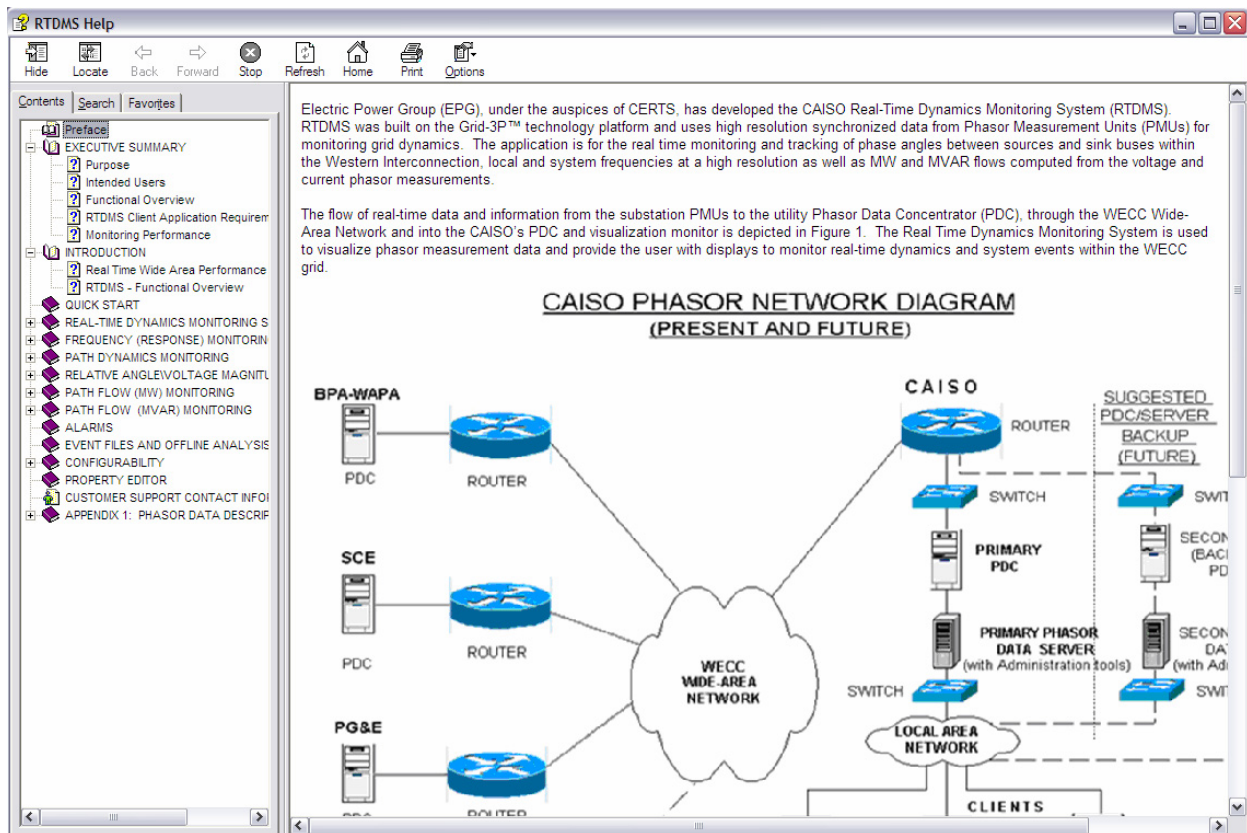 RTDMS Help
Hide Locate Back Forward Stop Refresh Home Print Options
Contents Search Favorites
Preface
EXECUTIVE SUMMARY
Purpose
Intended Users
Functional Overview
RTDMS Client Application Requirem
Monitoring Performance
INTRODUCTION
Real Time Wide Area Performance
RTDMS - Functional Overview
QUICK START
REAL-TIME DYNAMICS MONITORING S
FREQUENCY (RESPONSE) MONITORIN
PATH DYNAMICS MONITORING
RELATIVE ANGLE\VOLTAGE MAGNITU
PATH FLOW (MW) MONITORING
PATH FLOW (MVAR) MONITORING
ALARMS
EVENT FILES AND OFFLINE ANALYSIS
CONFIGURABILITY
PROPERTY EDITOR
CUSTOMER SUPPORT CONTACT INFO
APPENDIX 1: PHASOR DATA DESCRIP
Electric Power Group (EPG), under the auspices of CERTS, has developed the CAISO Real-Time Dynamics Monitoring System (RTDMS).
RTDMS was built on the Grid-3P™ technology platform and uses high resolution synchronized data from Phasor Measurement Units (PMUs) for
monitoring grid dynamics. The application is for the real time monitoring and tracking of phase angles between sources and sink buses within
the Western Interconnection, local and system frequencies at a high resolution as well as MW and MVAR flows computed from the voltage and
current phasor measurements.
The flow of real-time data and information from the substation PMUs to the utility Phasor Data Concentrator (PDC), through the WECC Wide-
Area Network and into the CAISO's PDC and visualization monitor is depicted in Figure 1. The Real Time Dynamics Monitoring System is used
to visualize phasor measurement data and provide the user with displays to monitor real-time dynamics and system events within the WECC
grid.
CAISO PHASOR NETWORK DIAGRAM
(PRESENT AND FUTURE)
BPA-WAPA
PDC
ROUTER
SCE
PDC
ROUTER
PG&E
PDC
ROUTER
WECC
WIDE-AREA
NETWORK
CAISO
ROUTER
SWITCH
PRIMARY
PDC
PRIMARY PHASOR
DATA SERVER
(with Administration tools)
SWITCH
LOCAL AREA
NETWORK
CLIENTS
SUGGESTED
PDC/SERVER
BACKUP
(FUTURE)
SWIT
SECON
(BAC
PD
SECON
DA
(with Ad
SWIT